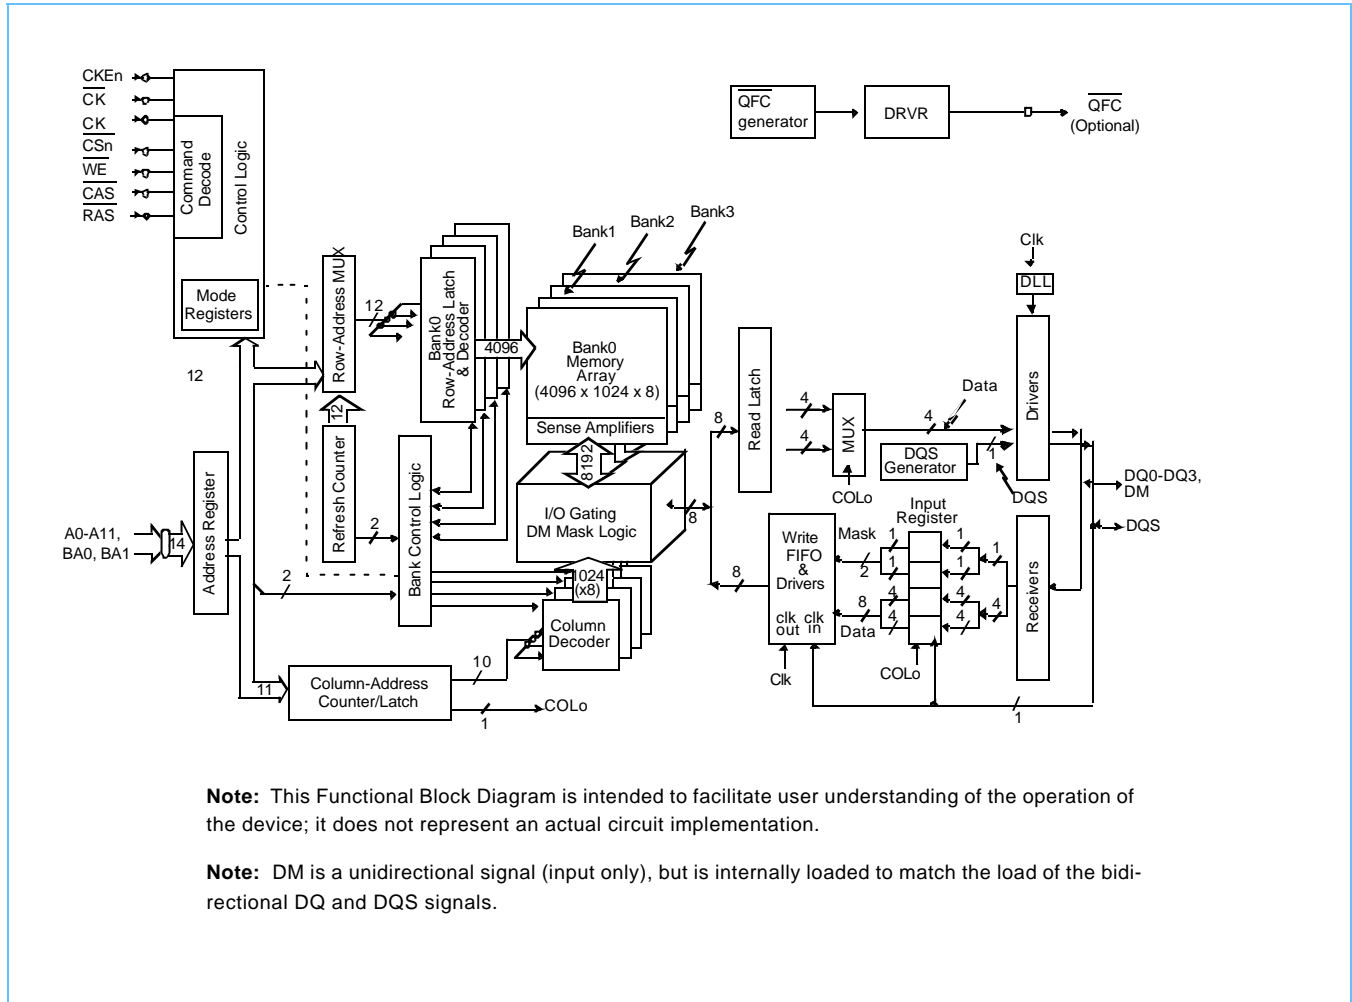 CKEn
CK
CK
CSn
WE
CAS
RAS
Command
Decode
Control Logic
Mode
Registers
QFC
generator
DRVR
QFC
(Optional)
Bank1
Bank2
Bank3
Row-Address MUX
12
Bank0
Row-Address Latch
& Decoder
4096
Bank0
Memory
Array
(4096 x 1024 x 8)
Sense Amplifiers
8192
I/O Gating
DM Mask Logic
12
12
Refresh Counter
2
Bank Control Logic
A0-A11,
BA0, BA1
14
Address Register
2
11
Column-Address
Counter/Latch
10
1
COLo
1024
(x8)
Column
Decoder
8
8
8
Read Latch
4
4
MUX
COLo
4
Data
DQS
Generator
1
DQS
Clk
DLL
Drivers
DQ0-DQ3,
DM
DQS
Input
Register
Write
FIFO
&
Drivers
clk clk
out in
Mask
2
8
Data
1
1
4
4
1
1
4
4
1
4
Receivers
Clk
COLo
1
Note: This Functional Block Diagram is intended to facilitate user understanding of the operation of
the device; it does not represent an actual circuit implementation.
Note: DM is a unidirectional signal (input only), but is internally loaded to match the load of the bidi-
rectional DQ and DQS signals.